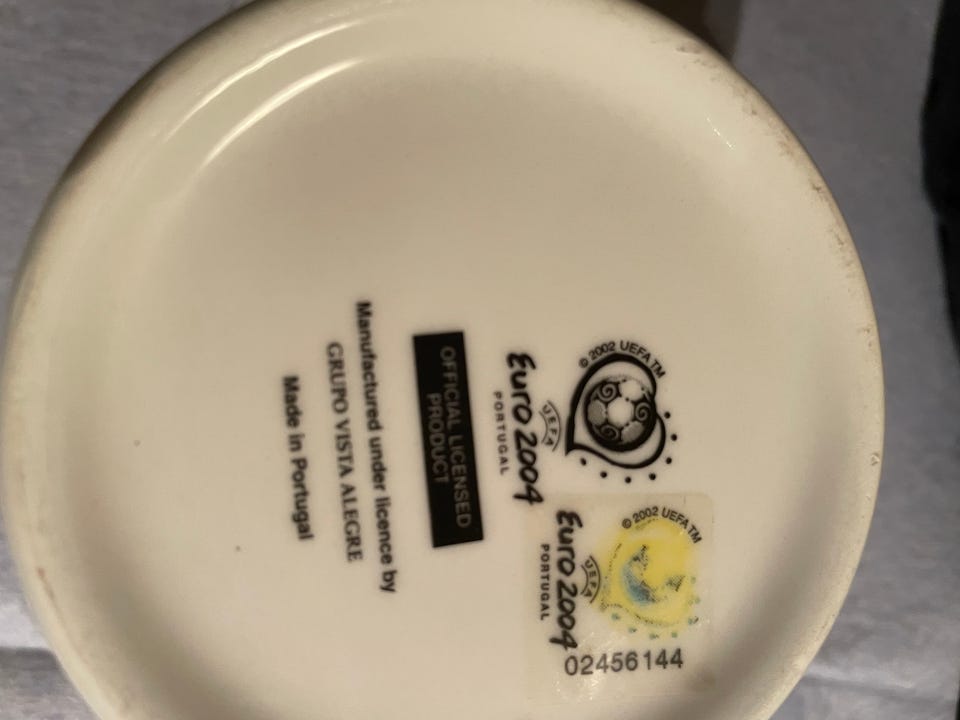 © 2002 UEFA TM
UEFA
Euro 2004
PORTUGAL
OFFICIAL LICENSED
PRODUCT
Manufactured under licence by
GRUPO VISTA ALEGRE
Made in Portugal
© 2002 UEFA TM
UEFA
Euro 2004
PORTUGAL
02456144